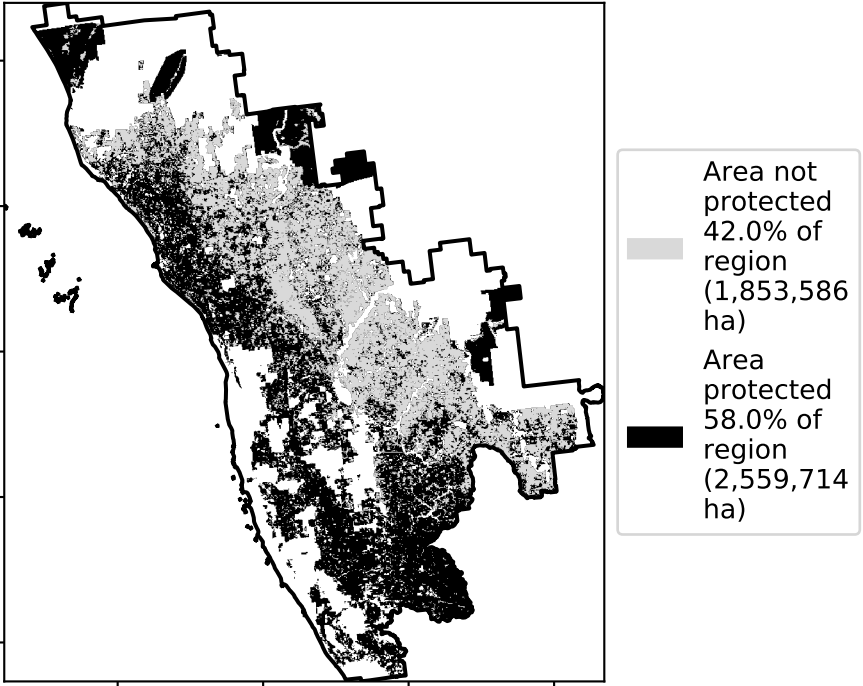 Area not
protected
42.0% of
region
(1,853,586
ha)
Area
protected
58.0% of
region
(2,559,714
ha)